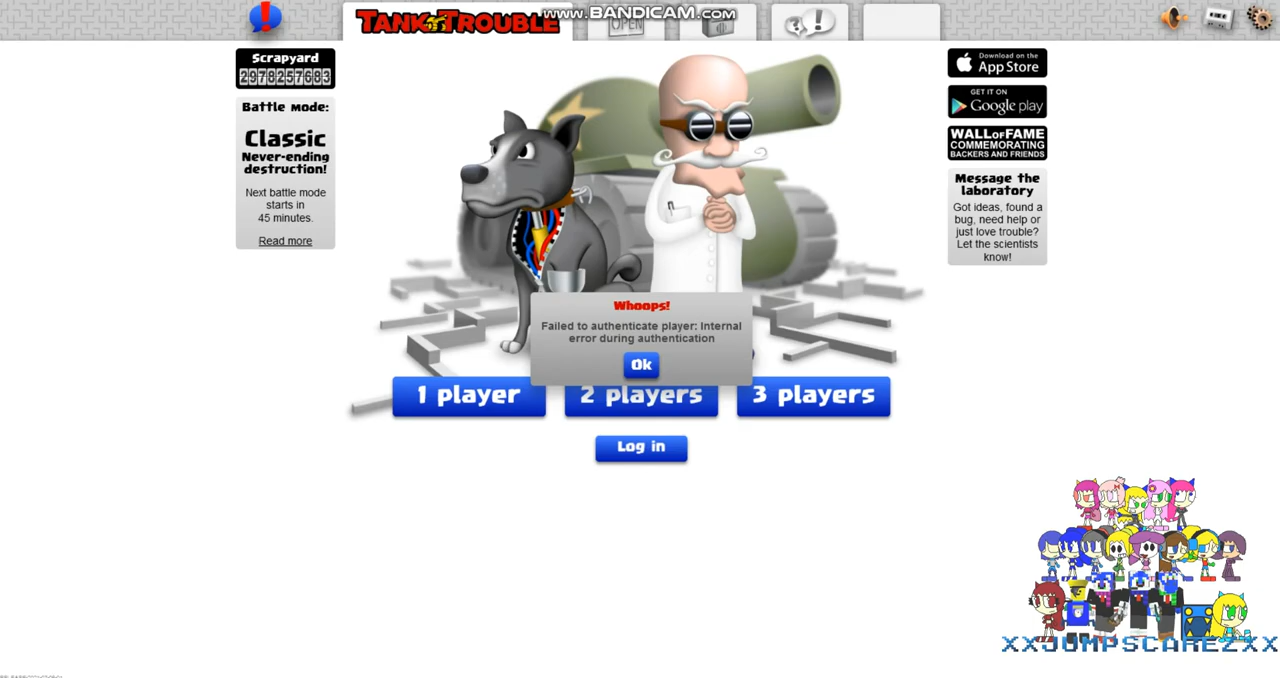 www.BANDICAM.com
TANK TROUBLE
OPEN
Scrapyard
2978257683
Battle mode:
Classic
Never-ending
destruction!
Next battle mode
starts in
45 minutes.
Read more
Download on the
App Store
GET IT ON
Google play
WALL OF FAME
COMMEMORATING
BACKERS AND FRIENDS
Message the
laboratory
Got ideas, found a
bug, need help or
just love trouble?
Let the scientists
know!
Whoops!
Failed to authenticate player: Internal
error during authentication
Ok
1 player
2 players
3 players
Log in
XXJUMPSCAREZXX